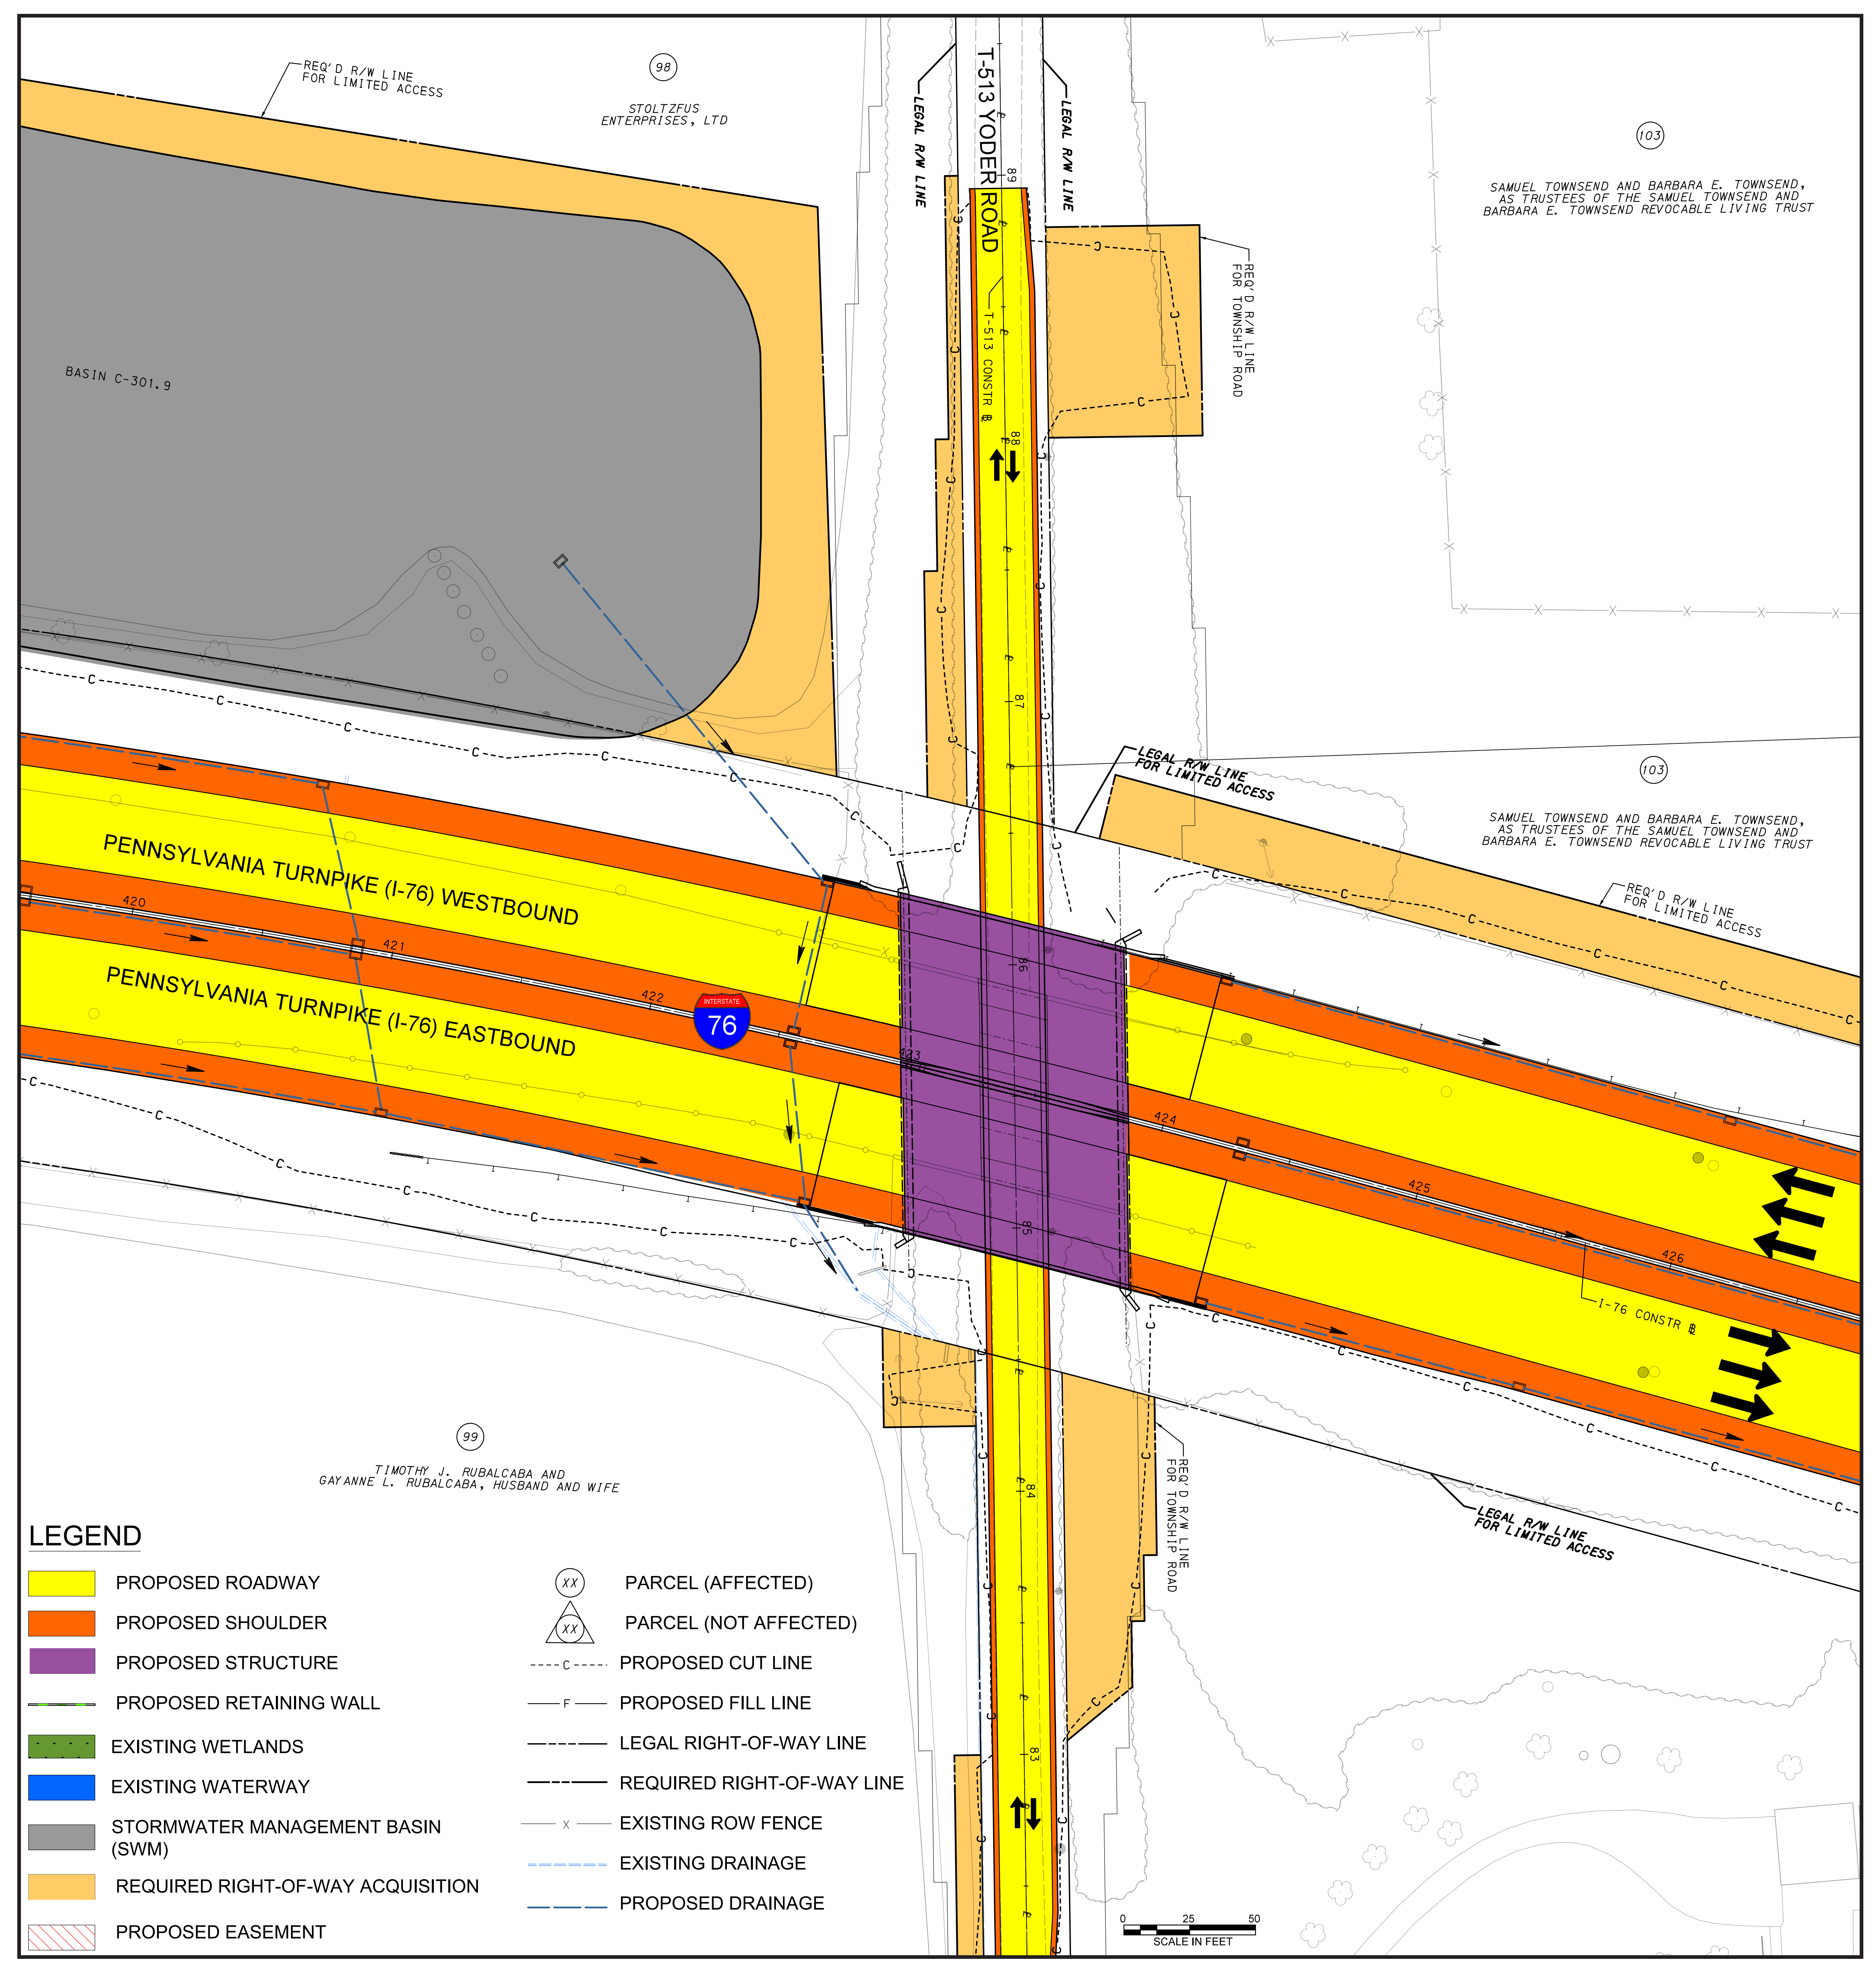 REQ'D R/W LINE
FOR LIMITED ACCESS
98
STOLTZFUS
ENTERPRISES, LTD
LEGAL R/W LINE
T-513 YODER ROAD
LEGAL R/W LINE
103
SAMUEL TOWNSEND AND BARBARA E. TOWNSEND,
AS TRUSTEES OF THE SAMUEL TOWNSEND AND
BARBARA E. TOWNSEND REVOCABLE LIVING TRUST
89
REQ'D R/W LINE
FOR TOWNSHIP ROAD
T-513 CONSTR BL
BASIN C-301.9
88
87
LEGAL R/W LINE
FOR LIMITED ACCESS
103
SAMUEL TOWNSEND AND BARBARA E. TOWNSEND,
AS TRUSTEES OF THE SAMUEL TOWNSEND AND
BARBARA E. TOWNSEND REVOCABLE LIVING TRUST
REQ'D R/W LINE
FOR LIMITED ACCESS
PENNSYLVANIA TURNPIKE (I-76) WESTBOUND
420
421
422
423
424
425
426
86
85
PENNSYLVANIA TURNPIKE (I-76) EASTBOUND
INTERSTATE
76
I-76 CONSTR BL
99
TIMOTHY J. RUBALCABA AND
GAYANNE L. RUBALCABA, HUSBAND AND WIFE
84
REQ'D R/W LINE
FOR TOWNSHIP ROAD
LEGAL R/W LINE
FOR LIMITED ACCESS
83
LEGEND
PROPOSED ROADWAY
PROPOSED SHOULDER
PROPOSED STRUCTURE
PROPOSED RETAINING WALL
EXISTING WETLANDS
EXISTING WATERWAY
STORMWATER MANAGEMENT BASIN
(SWM)
REQUIRED RIGHT-OF-WAY ACQUISITION
PROPOSED EASEMENT
XX PARCEL (AFFECTED)
XX PARCEL (NOT AFFECTED)
C PROPOSED CUT LINE
F PROPOSED FILL LINE
LEGAL RIGHT-OF-WAY LINE
REQUIRED RIGHT-OF-WAY LINE
X EXISTING ROW FENCE
EXISTING DRAINAGE
PROPOSED DRAINAGE
0 25 50
SCALE IN FEET